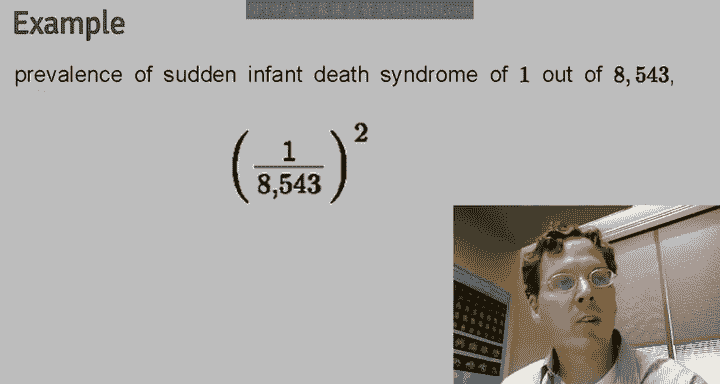 Example
prevalence of sudden infant death syndrome of 1 out of 8,543,
(1/8,543)^2